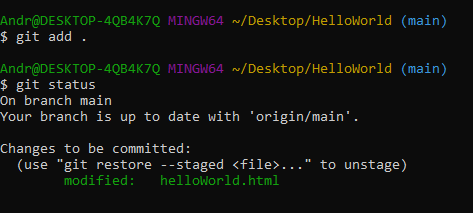 Andr@DESKTOP-4QB4K7Q MINGW64 ~/Desktop/HelloWorld (main)
$ git add .

Andr@DESKTOP-4QB4K7Q MINGW64 ~/Desktop/HelloWorld (main)
$ git status
On branch main
Your branch is up to date with 'origin/main'.

Changes to be committed:
  (use "git restore --staged <file>..." to unstage)
        modified:   helloWorld.html